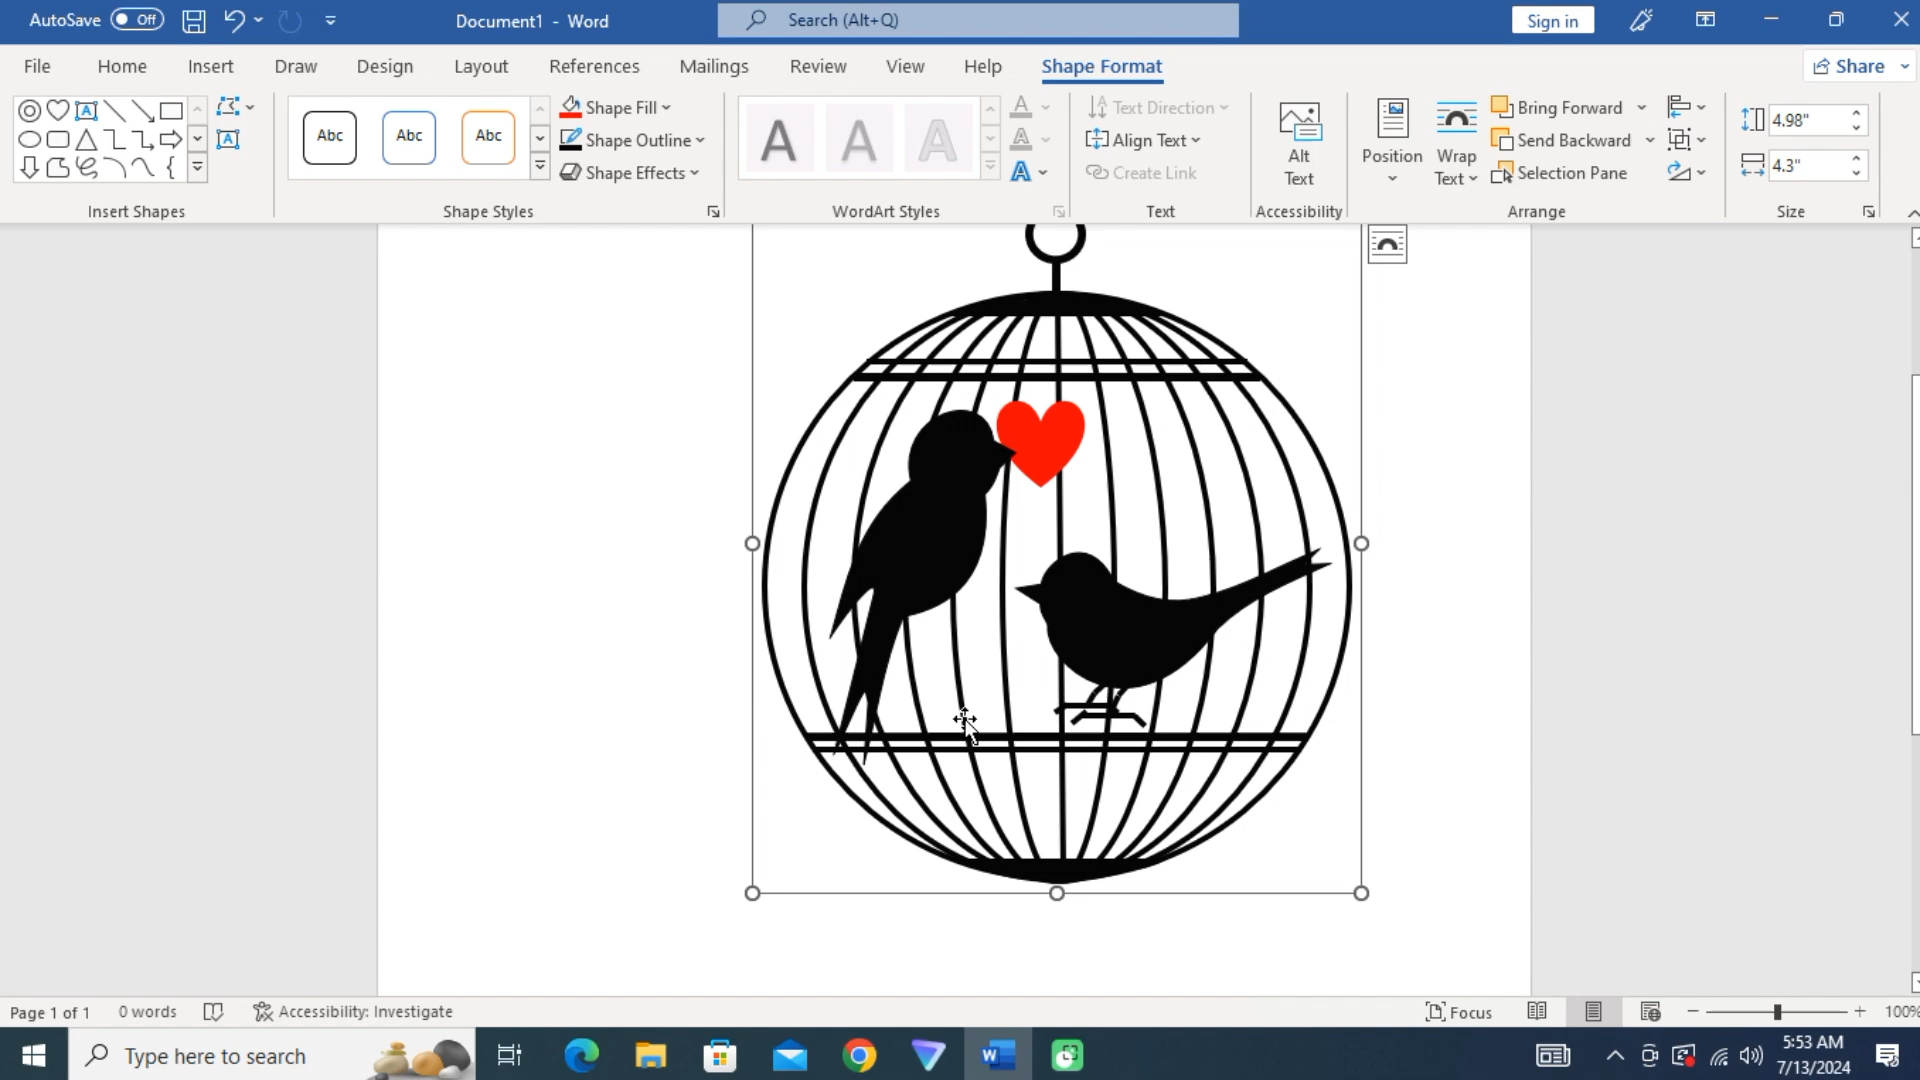 AutoSave Off Document1 - Word Search (Alt+Q) Sign in
File Home Insert Draw Design Layout References Mailings Review View Help Shape Format Share
Abc Abc Abc
Shape Fill
Shape Outline
Shape Effects
A A A
A
A
A
Text Direction
Align Text
Create Link
Alt
Text
Position
Wrap
Text
Bring Forward
Send Backward
Selection Pane
4.98"
4.3"
Insert Shapes Shape Styles WordArt Styles Text Accessibility Arrange Size
Page 1 of 1 0 words Accessibility: Investigate Focus 100%
Type here to search
5:53 AM
7/13/2024